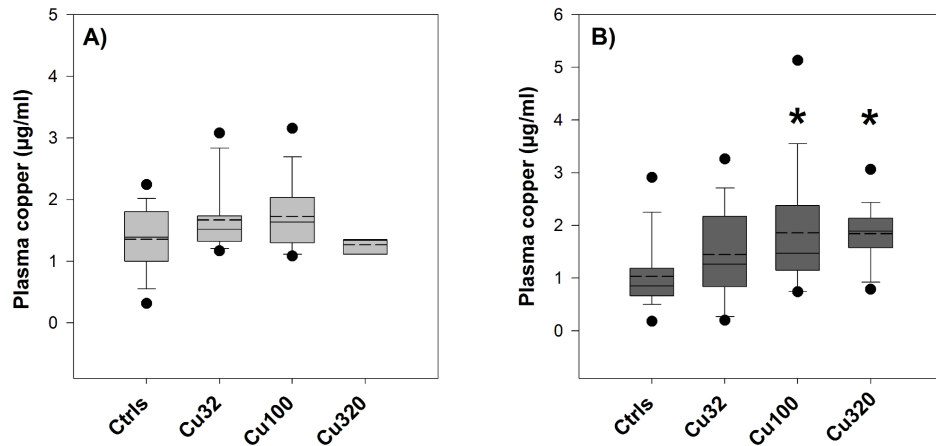 A)
Plasma copper (µg/ml)
5
4
3
2
1
0
Ctrls
Cu32
Cu100
Cu320
B)
Plasma copper (µg/ml)
6
5
4
3
2
1
0
*
*
Ctrls
Cu32
Cu100
Cu320